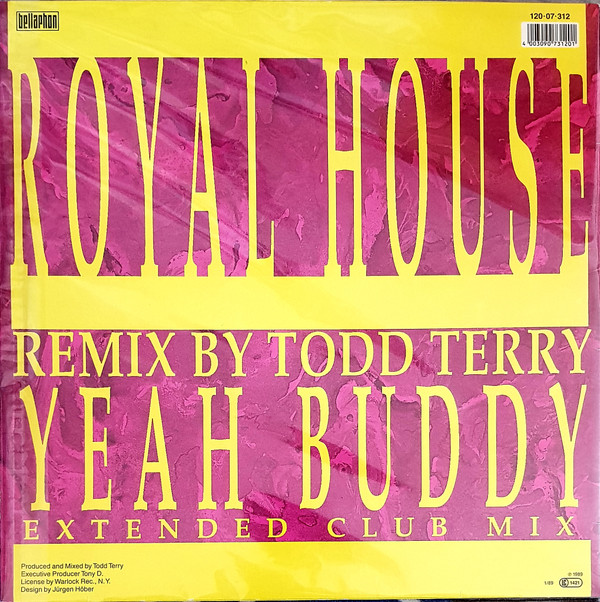 bellaphon
120·07·312
4 003090 731201
ROYAL HOUSE
REMIX BY TODD TERRY
YEAH BUDDY
EXTENDED CLUB MIX
Produced and Mixed by Todd Terry
Executive Producer Tony D.
License by Warlock Rec., N.Y.
Design by Jürgen Höber
℗ 1989
1/89 LC 1421